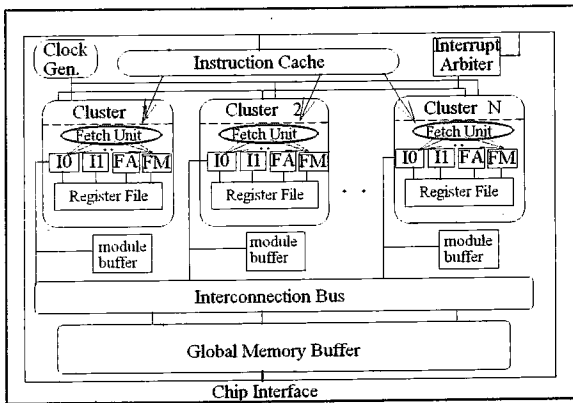 Clock Gen.
Instruction Cache
Interrupt Arbiter
Cluster 1
Cluster 2
Cluster N
Fetch Unit
Fetch Unit
Fetch Unit
I0 I1 FA FM
I0 I1 FA FM
I0 I1 FA FM
Register File
Register File
Register File
module buffer
module buffer
module buffer
Interconnection Bus
Global Memory Buffer
Chip Interface